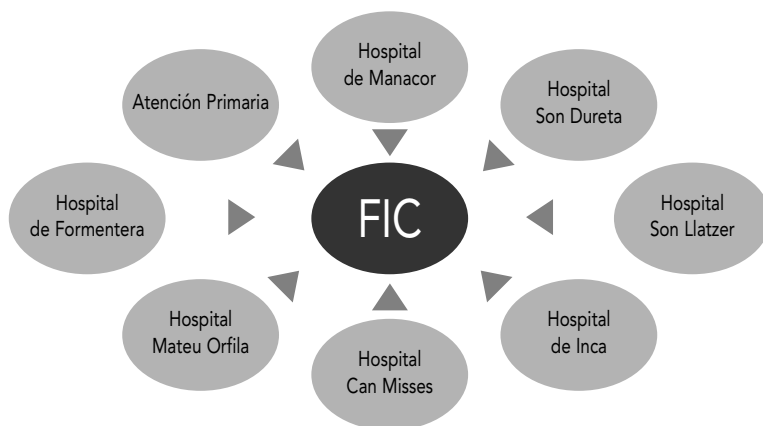 Hospital
de Manacor
Atención Primaria
Hospital
Son Dureta
Hospital
de Formentera
FIC
Hospital
Son Llatzer
Hospital
Mateu Orfila
Hospital
Can Misses
Hospital
de Inca